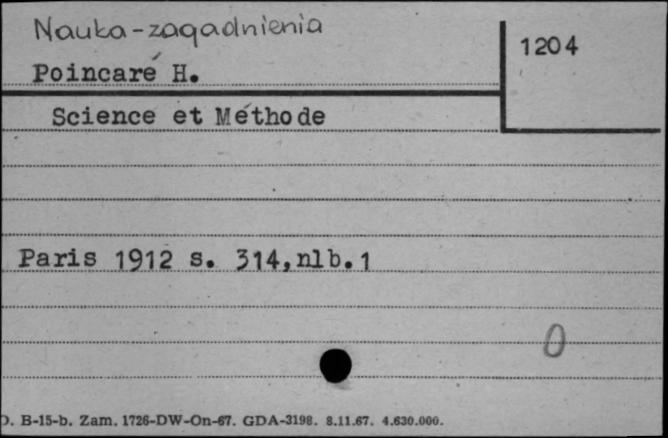 Nauka-zagadnienia
1204
Poincaré H.
Science et Méthode
Paris 1912 s. 314,nlb.1
0
O. B-15-b. Zam. 1726-DW-On-67. GDA-3198. 8.11.67. 4.630.000.